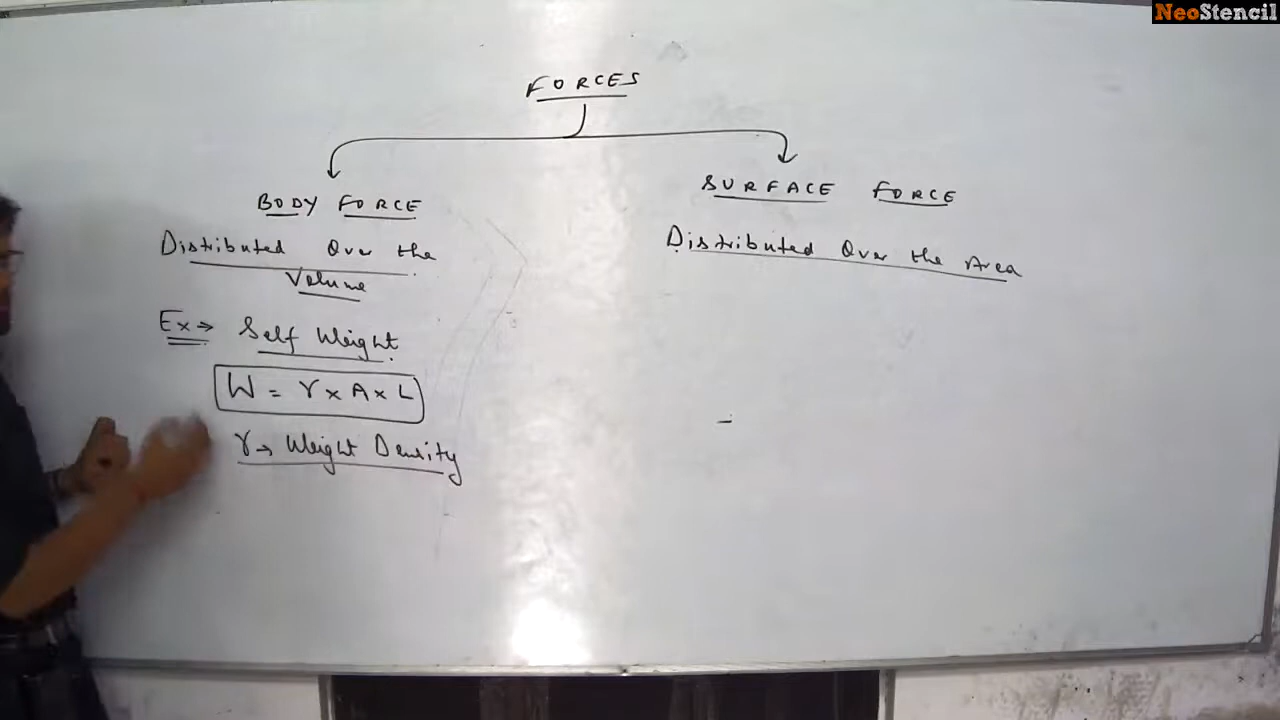 NeoStencil
FORCES
BODY FORCE
Distributed Over the
Volume
Ex⇒ Self Weight
W = γ × A × L
γ → Weight Density
SURFACE FORCE
Distributed Over the Area